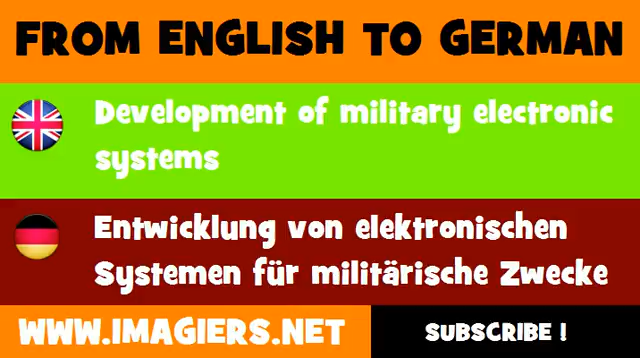 FROM ENGLISH TO GERMAN
Development of military electronic
systems
Entwicklung von elektronischen
Systemen für militärische Zwecke
WWW.IMAGIERS.NET
SUBSCRIBE !